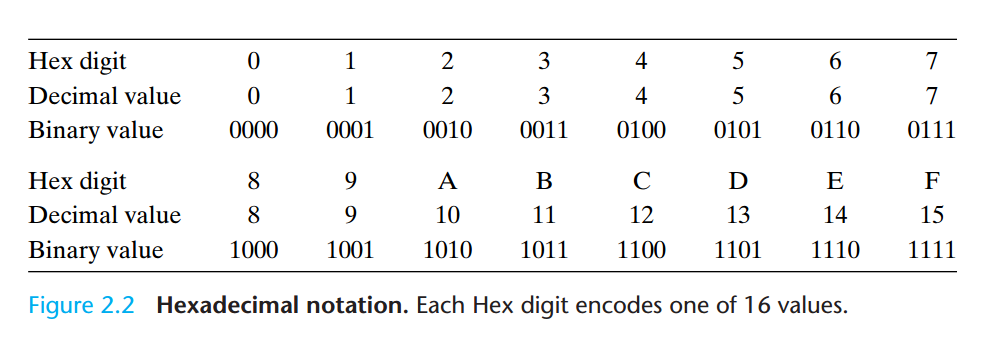 Hex digit 0 1 2 3 4 5 6 7
Decimal value 0 1 2 3 4 5 6 7
Binary value 0000 0001 0010 0011 0100 0101 0110 0111
Hex digit 8 9 A B C D E F
Decimal value 8 9 10 11 12 13 14 15
Binary value 1000 1001 1010 1011 1100 1101 1110 1111
Figure 2.2 Hexadecimal notation. Each Hex digit encodes one of 16 values.